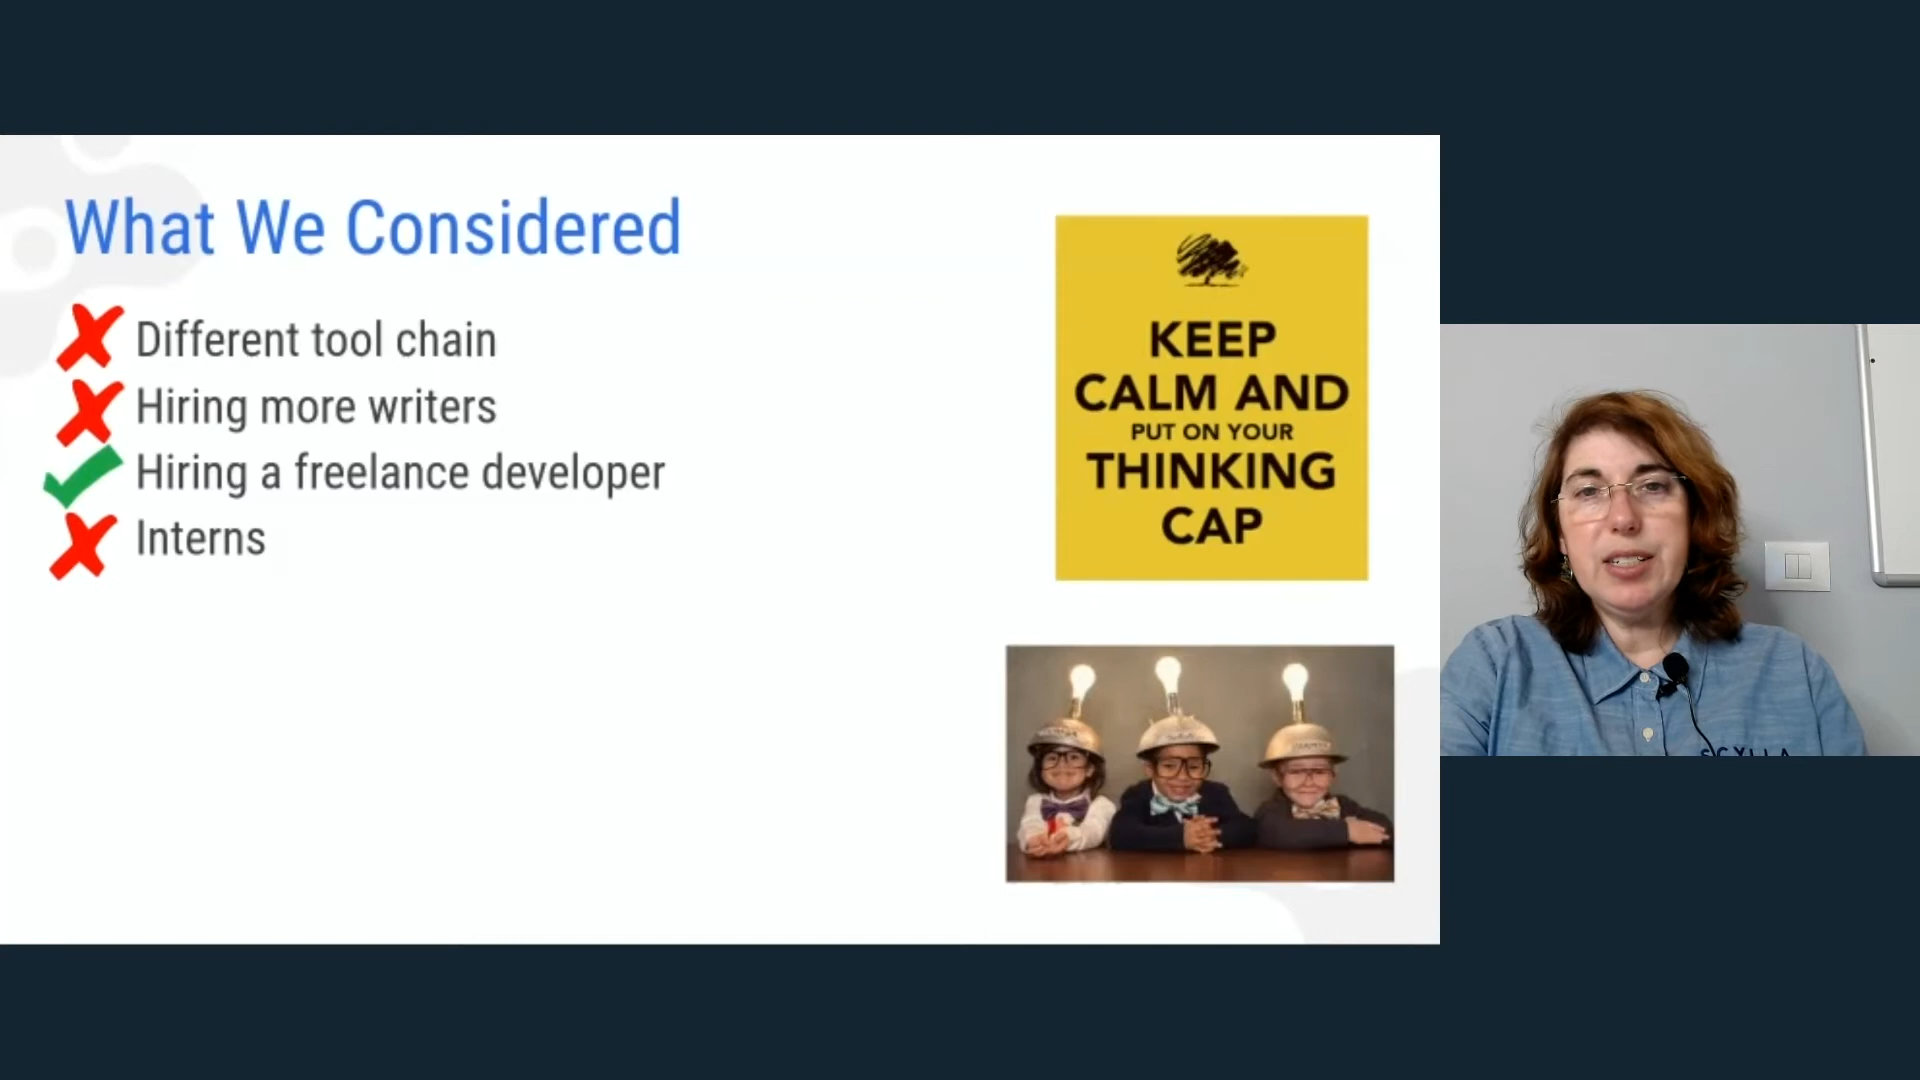 What We Considered
Different tool chain
Hiring more writers
Hiring a freelance developer
Interns
KEEP
CALM AND
PUT ON YOUR
THINKING
CAP
SCYLLA